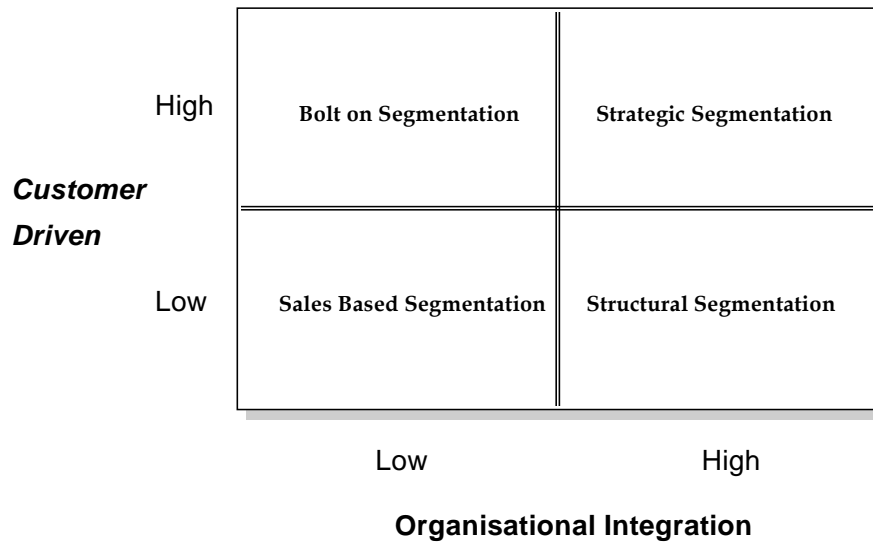 High
Bolt on Segmentation
Strategic Segmentation
Customer
Driven
Low
Sales Based Segmentation
Structural Segmentation
Low
High
Organisational Integration